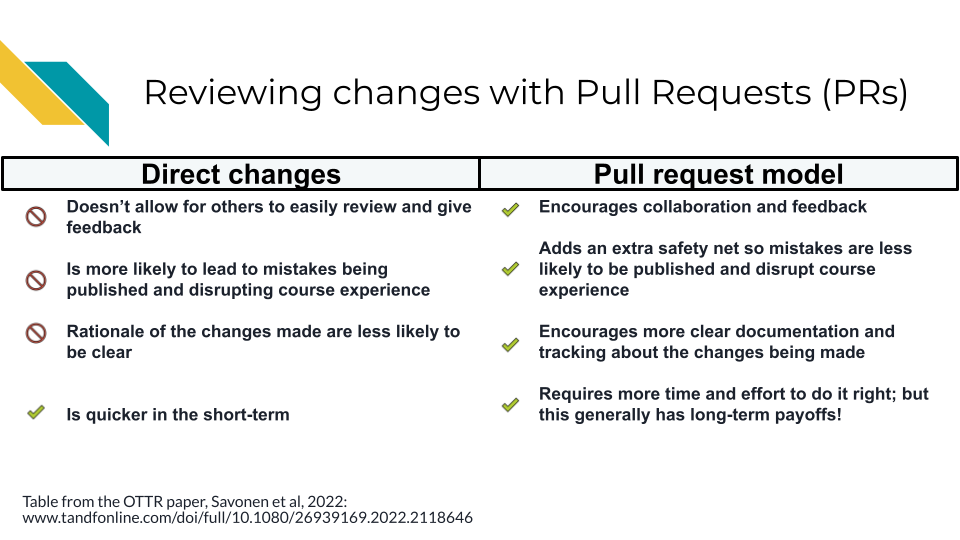 Reviewing changes with Pull Requests (PRs)
Direct changes
Pull request model
Doesn’t allow for others to easily review and give
feedback
Encourages collaboration and feedback
Is more likely to lead to mistakes being
published and disrupting course experience
Adds an extra safety net so mistakes are less
likely to be published and disrupt course
experience
Rationale of the changes made are less likely to
be clear
Encourages more clear documentation and
tracking about the changes being made
Is quicker in the short-term
Requires more time and effort to do it right; but
this generally has long-term payoffs!
Table from the OTTR paper, Savonen et al, 2022:
www.tandfonline.com/doi/full/10.1080/26939169.2022.2118646